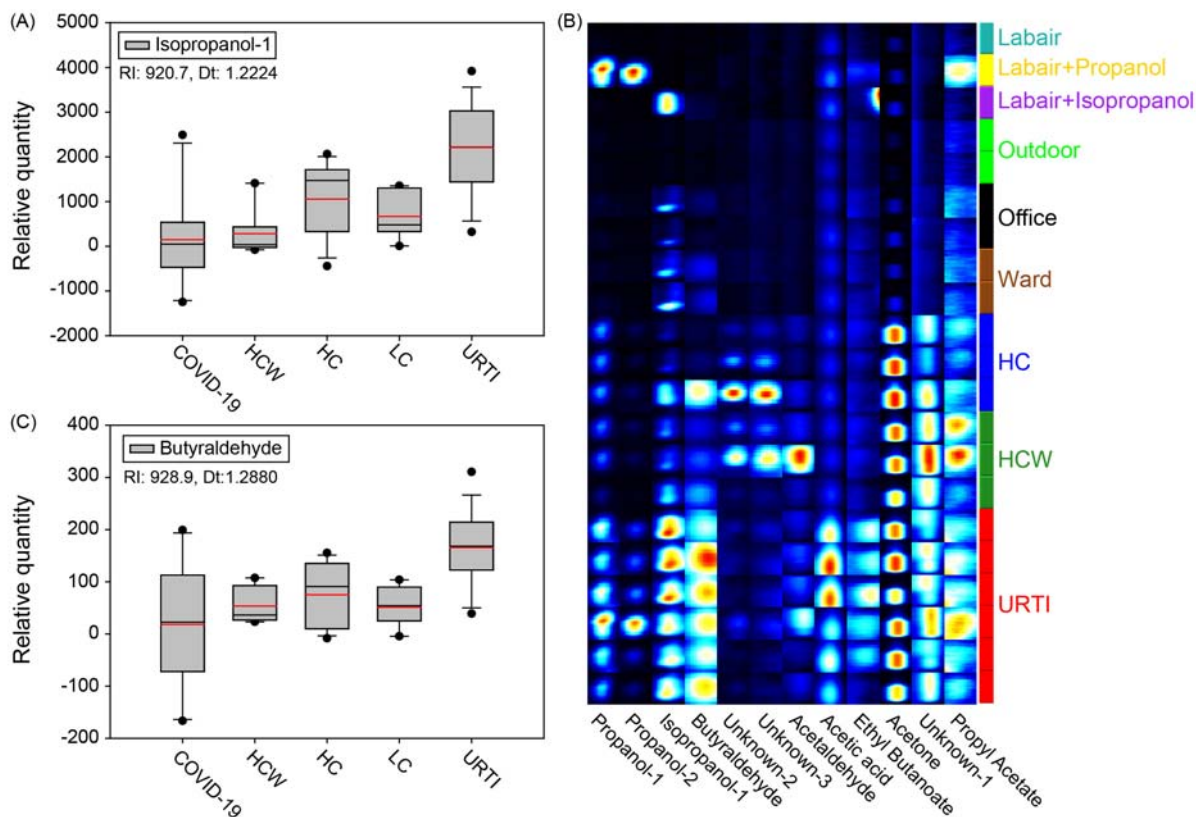 (A)
5000
4000
3000
2000
1000
0
-1000
-2000
Relative quantity
Isopropanol-1
RI: 920.7, Dt: 1.2224
COVID-19
HCW
HC
LC
URTI
(C)
400
300
200
100
0
-100
-200
Relative quantity
Butyraldehyde
RI: 928.9, Dt:1.2880
COVID-19
HCW
HC
LC
URTI
(B)
Labair
Labair+Propanol
Labair+Isopropanol
Outdoor
Office
Ward
HC
HCW
URTI
Propanol-1
Propanol-2
Isopropanol-1
Butyraldehyde
Unknown-2
Unknown-3
Acetaldehyde
Acetic acid
Ethyl Butanoate
Acetone
Unknown-1
Propyl Acetate